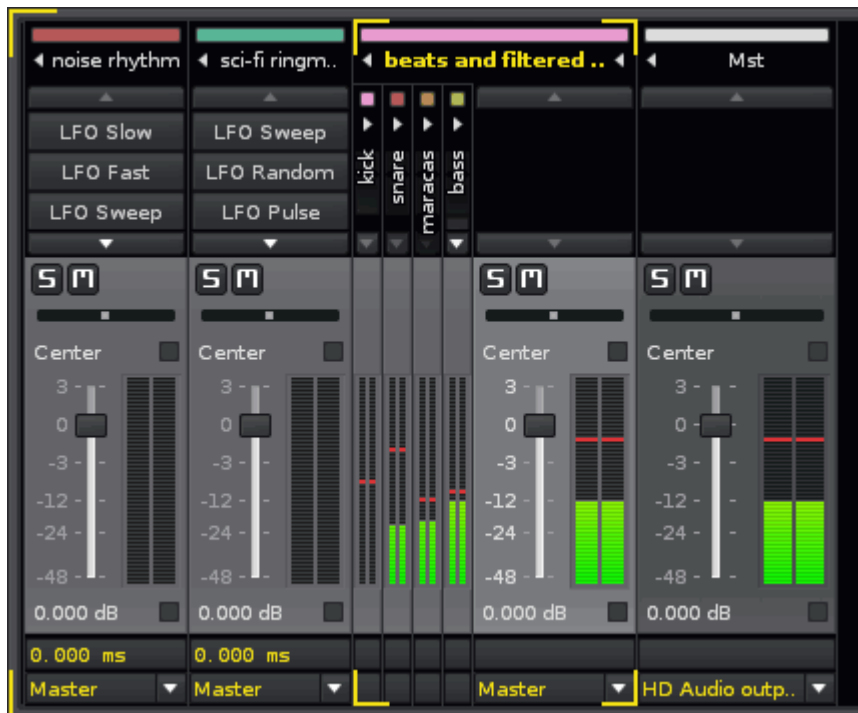 noise rhythm
LFO Slow
LFO Fast
LFO Sweep
S M
Center
3
0
-3
-12
-24
-48
0.000 dB
0.000 ms
Master
sci-fi ringm..
LFO Sweep
LFO Random
LFO Pulse
S M
Center
3
0
-3
-12
-24
-48
0.000 dB
0.000 ms
Master
beats and filtered ..
kick
snare
maracas
bass
S M
Center
3
0
-3
-12
-24
-48
0.000 dB
Master
Mst
S M
Center
3
0
-3
-12
-24
-48
0.000 dB
HD Audio outp..